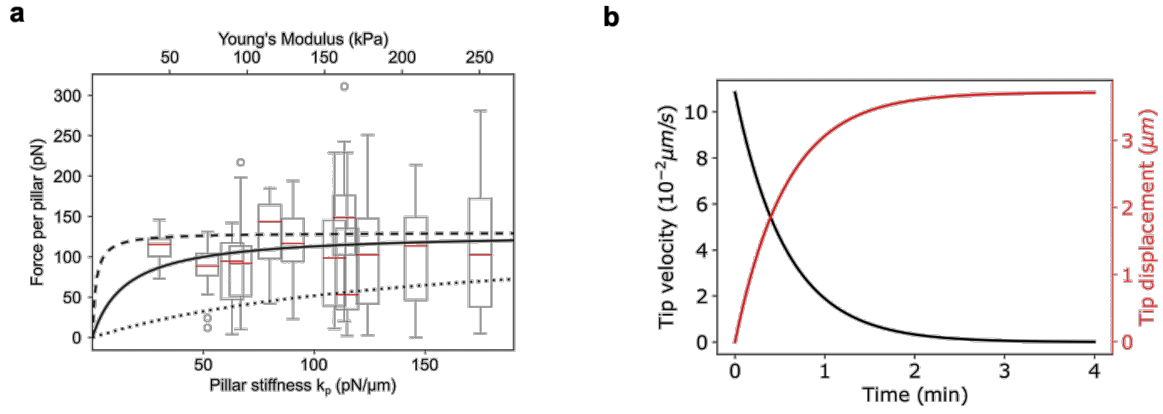 a
Young's Modulus (kPa)
50 100 150 200 250
Force per pillar (pN)
300
250
200
150
100
50
0
50 100 150
Pillar stiffness kp (pN/μm)
b
Tip velocity (10⁻²μm/s)
10
8
6
4
2
0
Tip displacement (μm)
3
2
1
0
0 1 2 3 4
Time (min)